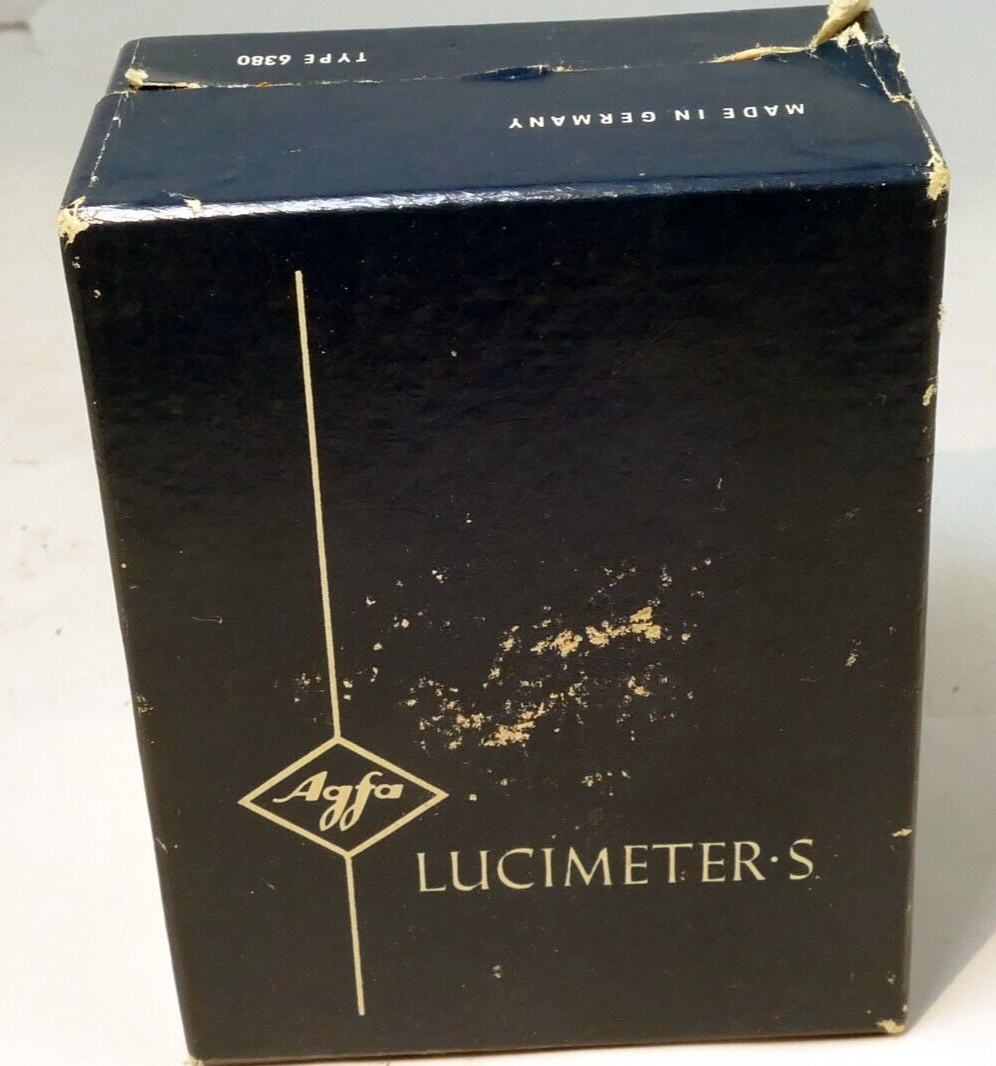 TYPE 6380
MADE IN GERMANY
Agfa
LUCIMETER·S